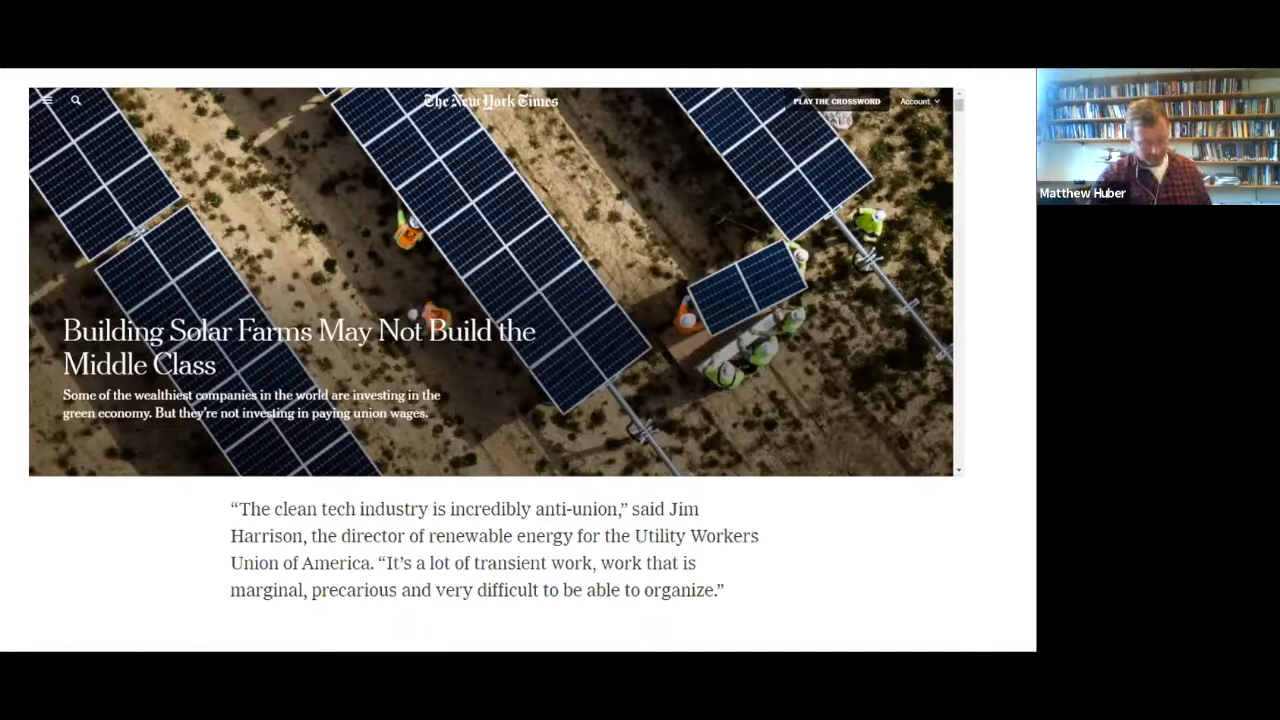 The New York Times
PLAY THE CROSSWORD
Account
Building Solar Farms May Not Build the
Middle Class
Some of the wealthiest companies in the world are investing in the
green economy. But they’re not investing in paying union wages.
“The clean tech industry is incredibly anti-union,” said Jim
Harrison, the director of renewable energy for the Utility Workers
Union of America. “It’s a lot of transient work, work that is
marginal, precarious and very difficult to be able to organize.”
Matthew Huber